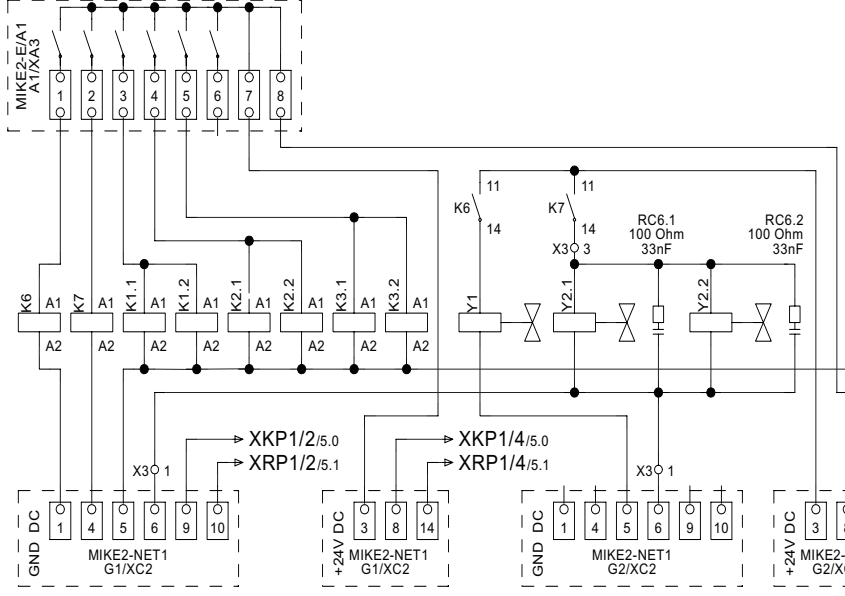 MIKE2-E/A1
A1/XA3
1
2
3
4
5
6
7
8
11
11
K6
K7
14
14
X3 3
RC6.1
100 Ohm
33nF
RC6.2
100 Ohm
33nF
K6
A1
A2
K7
A1
A2
K1.1
A1
A2
K1.2
A1
A2
K2.1
A1
A2
K2.2
A1
A2
K3.1
A1
A2
K3.2
A1
A2
Y1
Y2.1
Y2.2
XKP1/2/5.0
XRP1/2/5.1
XKP1/4/5.0
XRP1/4/5.1
X3 1
X3 1
GND DC
1
4
5
6
9
10
MIKE2-NET1
G1/XC2
+24V DC
3
8
14
MIKE2-NET1
G1/XC2
GND DC
1
4
5
6
9
10
MIKE2-NET1
G2/XC2
+24V DC
3
MIKE2-
G2/X